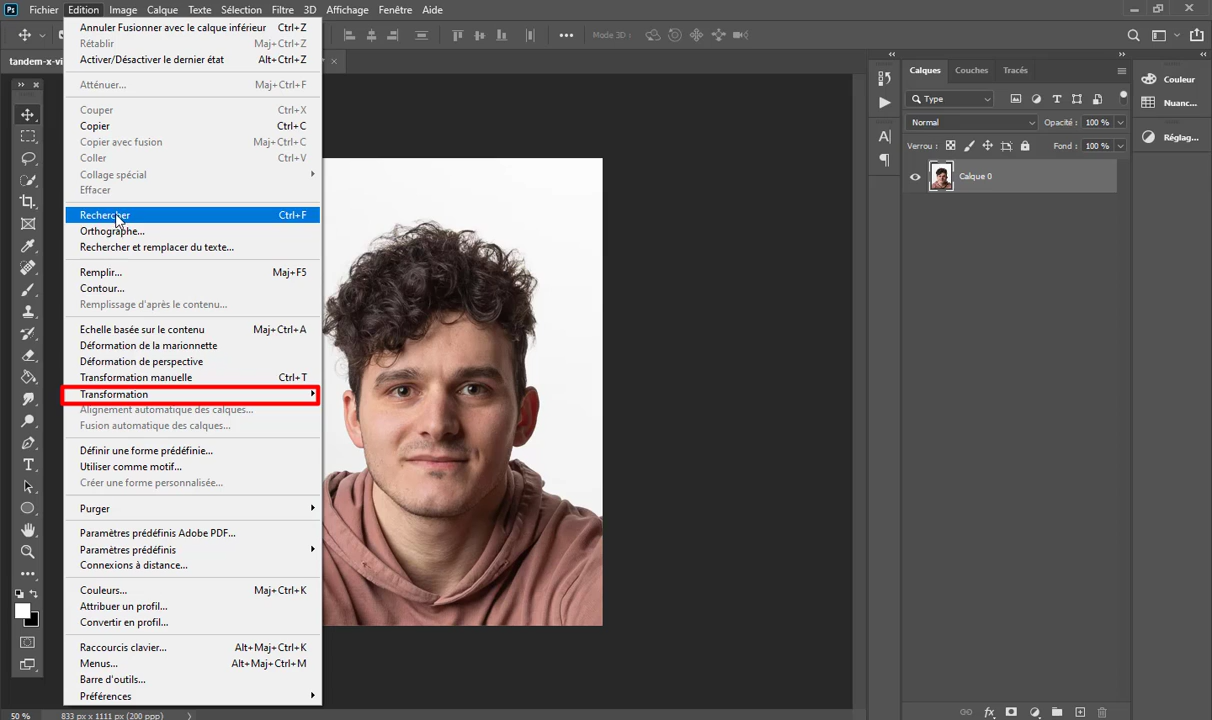 Ps Fichier Edition Image Calque Texte Sélection Filtre 3D Affichage Fenêtre Aide
Mode 3D :
tandem-x-vi
Annuler Fusionner avec le calque inférieur Ctrl+Z
Rétablir Maj+Ctrl+Z
Activer/Désactiver le dernier état Alt+Ctrl+Z
Atténuer... Maj+Ctrl+F
Couper Ctrl+X
Copier Ctrl+C
Copier avec fusion Maj+Ctrl+C
Coller Ctrl+V
Collage spécial
Effacer
Rechercher Ctrl+F
Orthographe...
Rechercher et remplacer du texte...
Remplir... Maj+F5
Contour...
Remplissage d'après le contenu...
Echelle basée sur le contenu Maj+Ctrl+A
Déformation de la marionnette
Déformation de perspective
Transformation manuelle Ctrl+T
Transformation
Alignement automatique des calques...
Fusion automatique des calques...
Définir une forme prédéfinie...
Utiliser comme motif...
Créer une forme personnalisée...
Purger
Paramètres prédéfinis Adobe PDF...
Paramètres prédéfinis
Connexions à distance...
Couleurs... Maj+Ctrl+K
Attribuer un profil...
Convertir en profil...
Raccourcis clavier... Alt+Maj+Ctrl+K
Menus... Alt+Maj+Ctrl+M
Barre d'outils...
Préférences
Calques Couches Tracés
Type
Normal Opacité : 100 %
Verrou : Fond : 100 %
Calque 0
Couleur
Nuanc...
Réglag...
50 % 833 px x 1111 px (200 ppp)